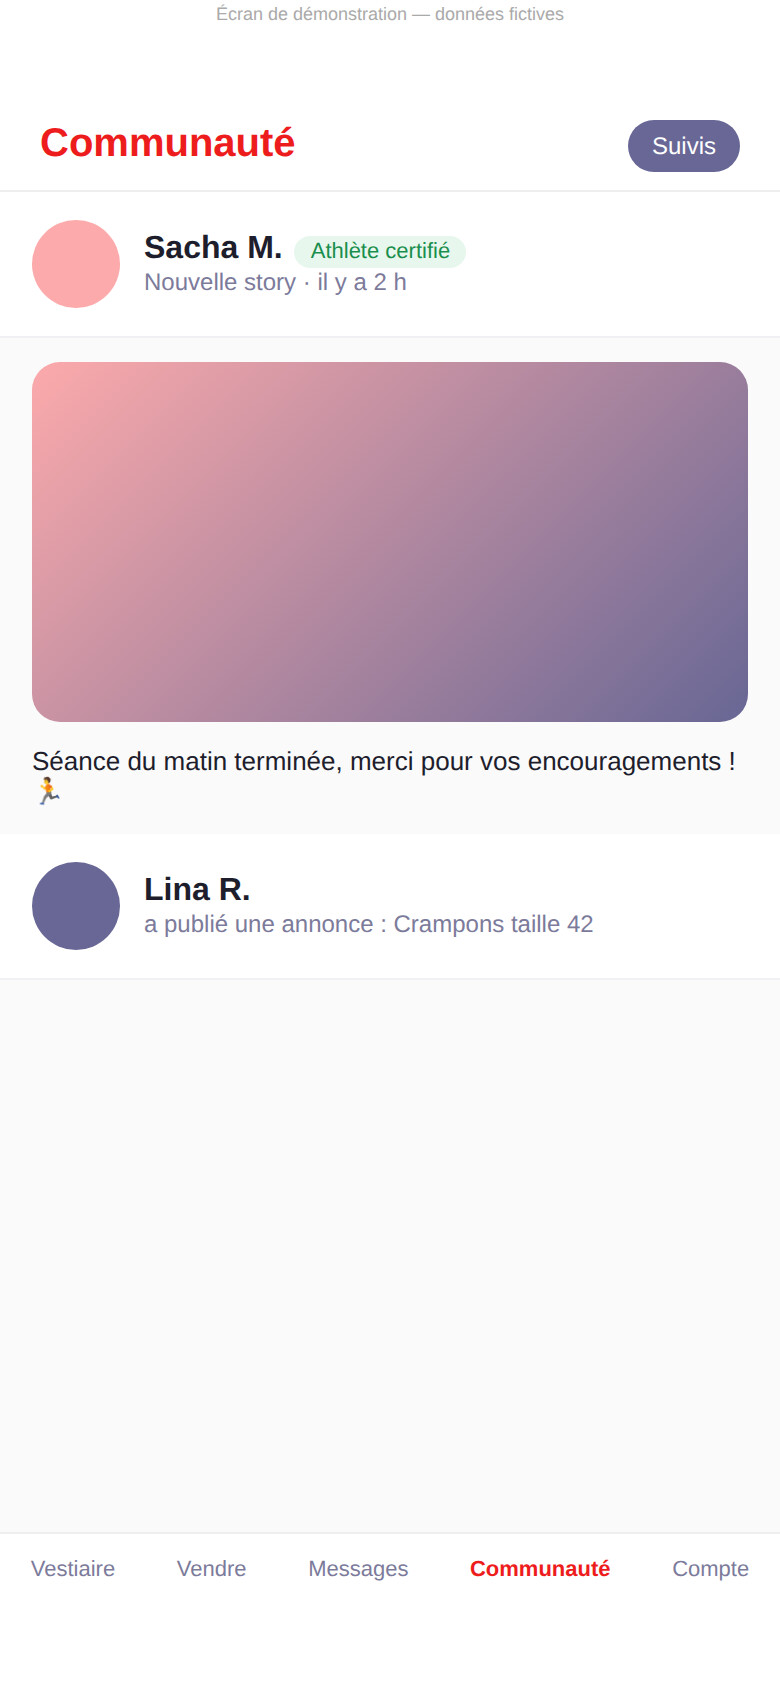 Écran de démonstration — données fictives
Communauté
Suivis
Sacha M.
Athlète certifié
Nouvelle story · il y a 2 h
Séance du matin terminée, merci pour vos encouragements !
🏃
Lina R.
a publié une annonce : Crampons taille 42
Vestiaire
Vendre
Messages
Communauté
Compte